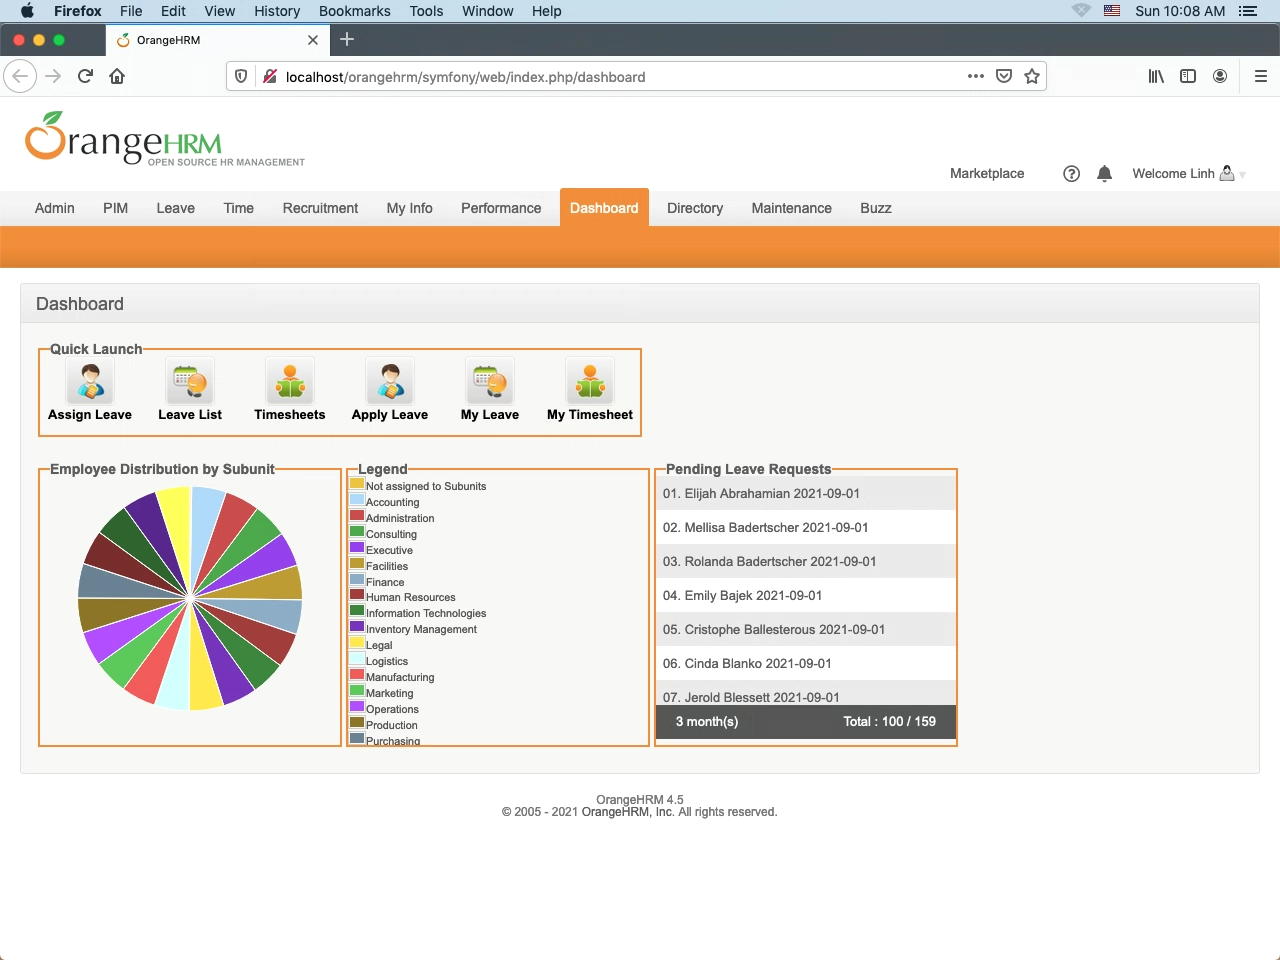 Firefox File Edit View History Bookmarks Tools Window Help Sun 10:08 AM
OrangeHRM
localhost/orangehrm/symfony/web/index.php/dashboard
OrangeHRM
OPEN SOURCE HR MANAGEMENT
Marketplace ? Welcome Linh
Admin PIM Leave Time Recruitment My Info Performance Dashboard Directory Maintenance Buzz
Dashboard
Quick Launch
Assign Leave Leave List Timesheets Apply Leave My Leave My Timesheet
Employee Distribution by Subunit
Legend
Not assigned to Subunits
Accounting
Administration
Consulting
Executive
Facilities
Finance
Human Resources
Information Technologies
Inventory Management
Legal
Logistics
Manufacturing
Marketing
Operations
Production
Purchasing
Pending Leave Requests
01. Elijah Abrahamian 2021-09-01
02. Mellisa Badertscher 2021-09-01
03. Rolanda Badertscher 2021-09-01
04. Emily Bajek 2021-09-01
05. Cristophe Ballesterous 2021-09-01
06. Cinda Blanko 2021-09-01
07. Jerold Blessett 2021-09-01
3 month(s) Total : 100 / 159
OrangeHRM 4.5
© 2005 - 2021 OrangeHRM, Inc. All rights reserved.